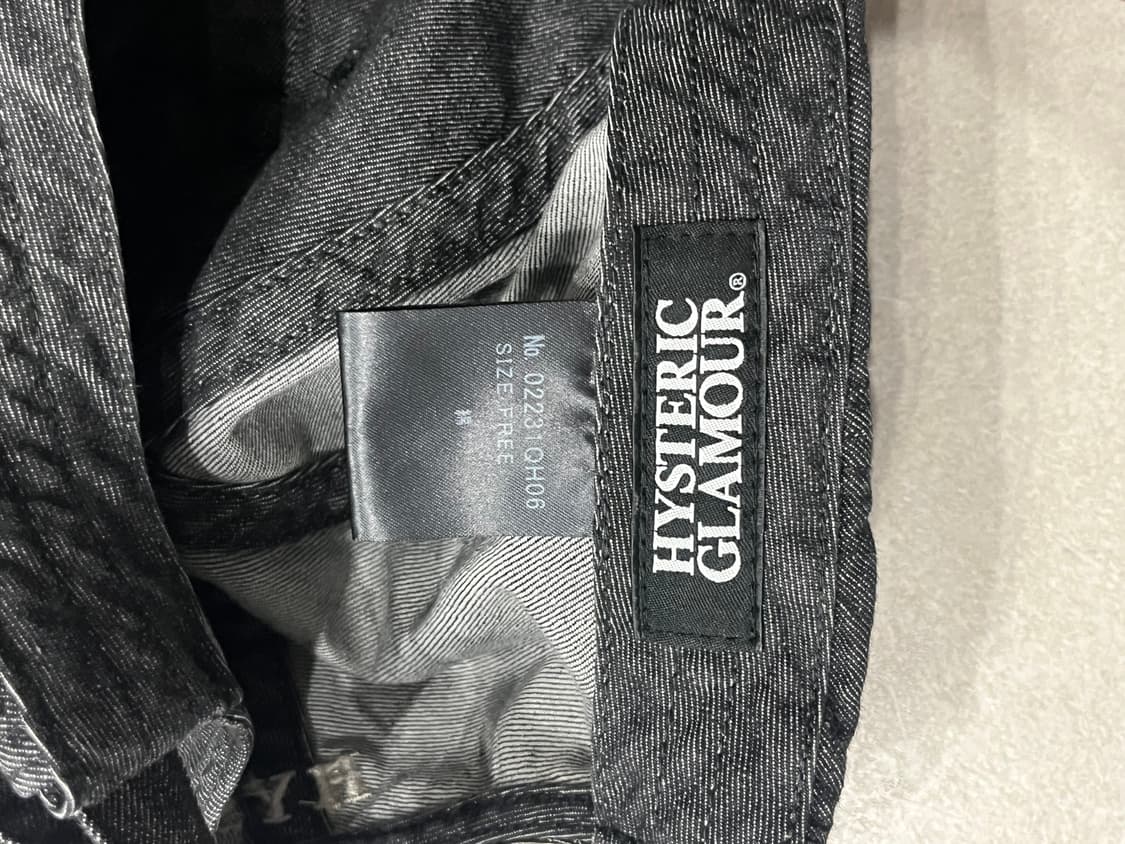 HYSTERIC
GLAMOUR®
No.02231QH06
SIZE FREE